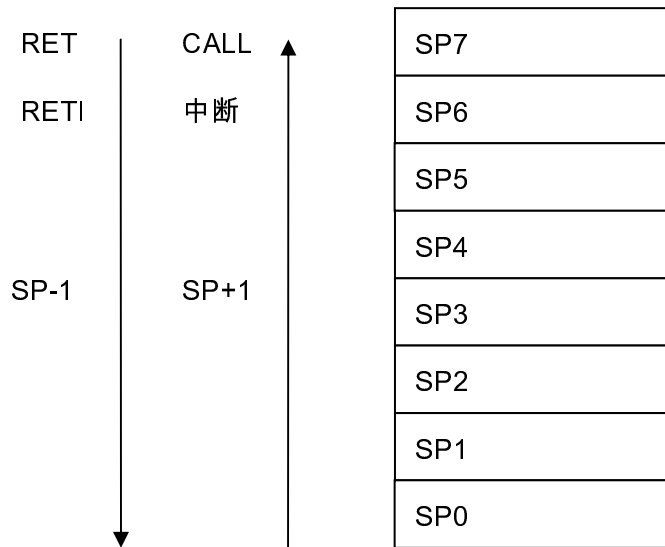 RET CALL SP7
RETI 中断 SP6
SP5
SP4
SP-1 SP+1 SP3
SP2
SP1
SP0